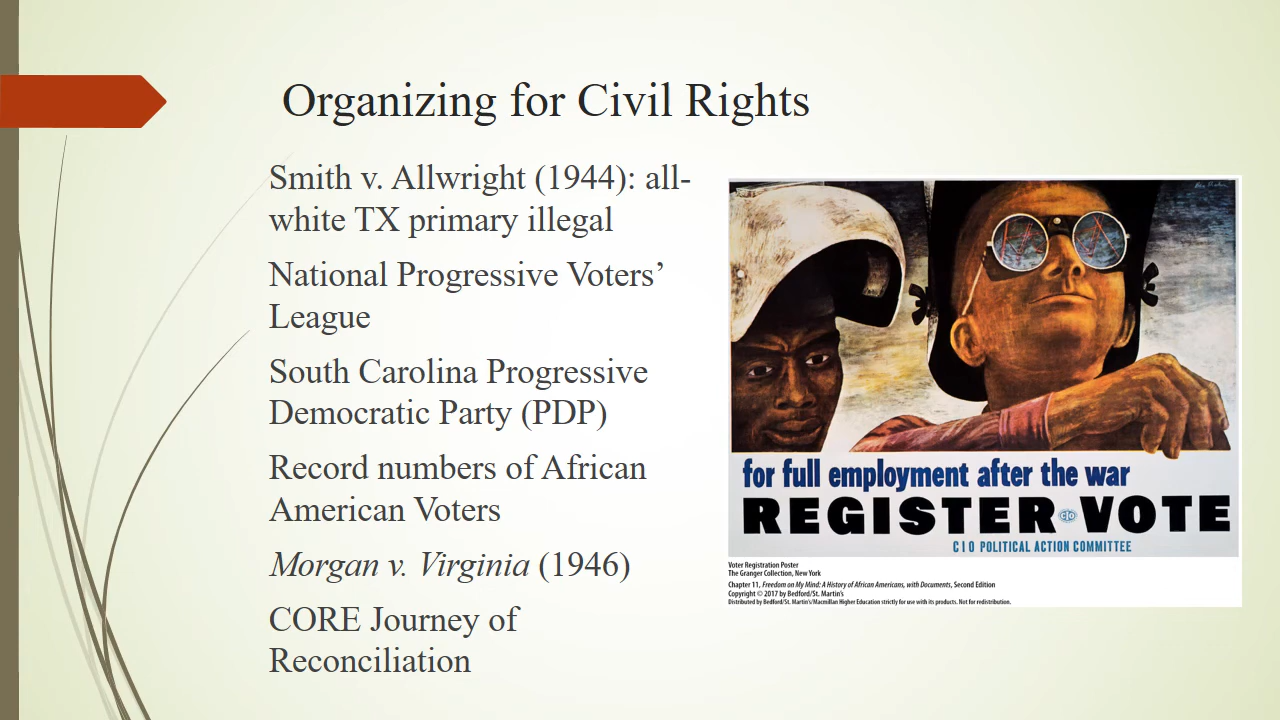 Organizing for Civil Rights
Smith v. Allwright (1944): all-
white TX primary illegal
National Progressive Voters’
League
South Carolina Progressive
Democratic Party (PDP)
Record numbers of African
American Voters
Morgan v. Virginia (1946)
CORE Journey of
Reconciliation
for full employment after the war
REGISTER CIO VOTE
CIO POLITICAL ACTION COMMITTEE
Voter Registration Poster
The Granger Collection, New York
Chapter 11, Freedom on My Mind: A History of African Americans, with Documents, Second Edition
Copyright © 2017 by Bedford/St. Martin's
Distributed by Bedford/St. Martin's/Macmillan Higher Education strictly for use with its products. Not for redistribution.